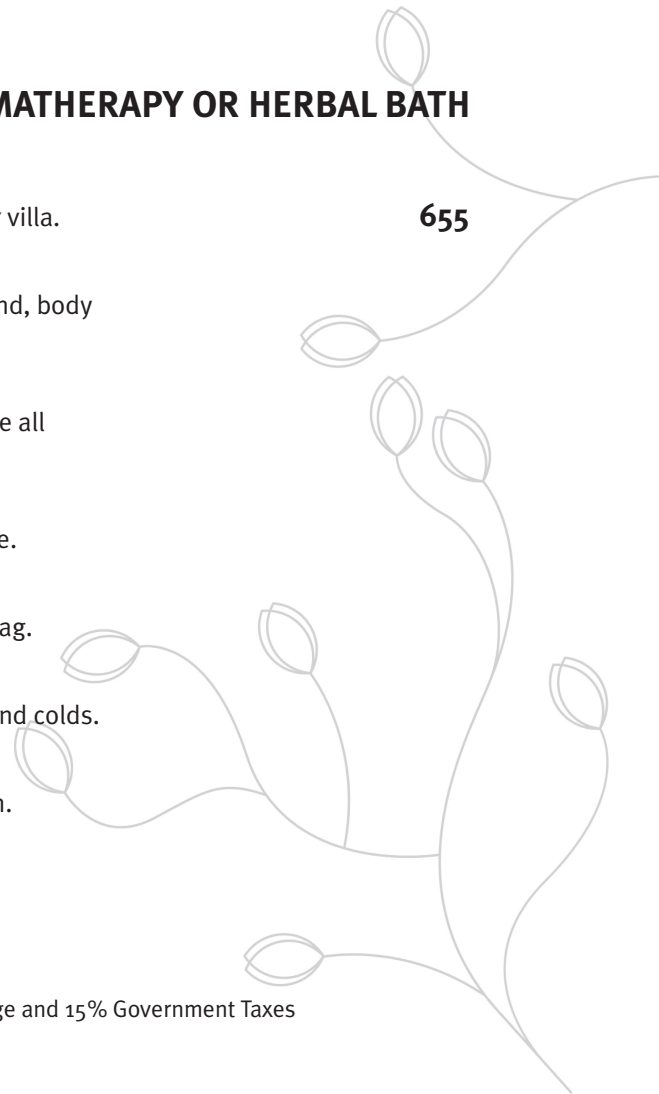 MATHERAPY OR HERBAL BATH
villa. 655
nd, body
e all
e.
ag.
nd colds.
n.
ge and 15% Government Taxes